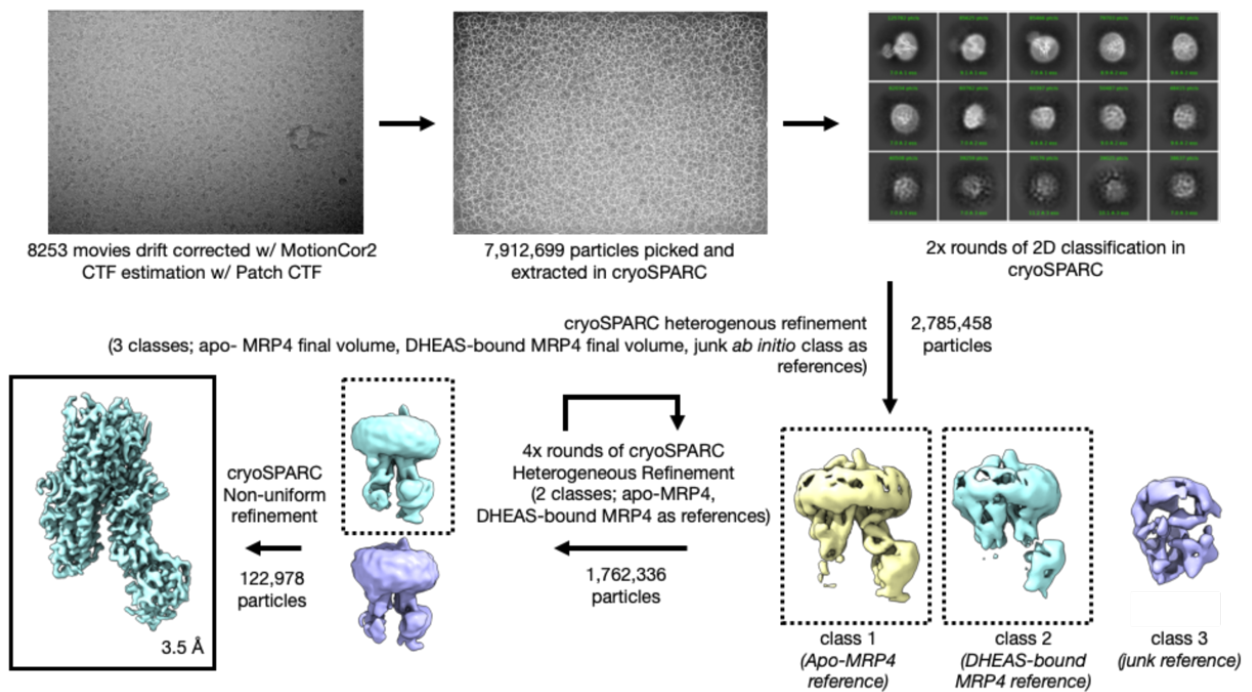 8253 movies drift corrected w/ MotionCor2
CTF estimation w/ Patch CTF
7,912,699 particles picked and
extracted in cryoSPARC
2x rounds of 2D classification in
cryoSPARC
cryoSPARC heterogenous refinement
(3 classes; apo- MRP4 final volume, DHEAS-bound MRP4 final volume, junk ab initio class as
references)
2,785,458
particles
class 1
(Apo-MRP4
reference)
class 2
(DHEAS-bound
MRP4 reference)
class 3
(junk reference)
4x rounds of cryoSPARC
Heterogeneous Refinement
(2 classes; apo-MRP4,
DHEAS-bound MRP4 as references)
1,762,336
particles
cryoSPARC
Non-uniform
refinement
122,978
particles
3.5 Å